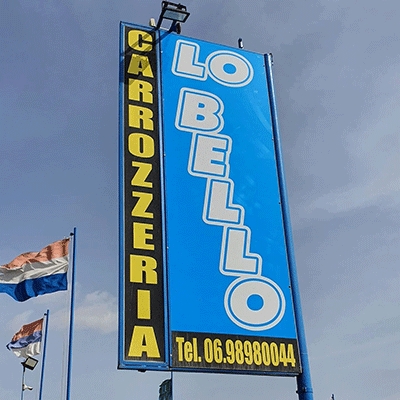 CARROZZERIA
LO
BELLO
Tel. 06.98980044